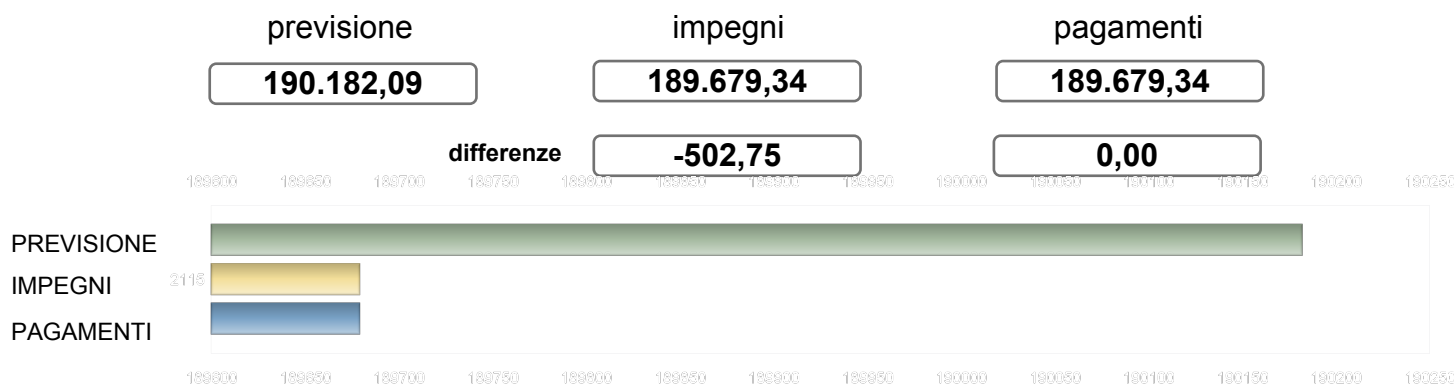 previsione impegni pagamenti
190.182,09 189.679,34 189.679,34
differenze -502,75 0,00
189600 189650 189700 189750 189800 189850 189900 189950 190000 190050 190100 190150 190200 190250
PREVISIONE
2115
IMPEGNI
PAGAMENTI
189600 189650 189700 189750 189800 189850 189900 189950 190000 190050 190100 190150 190200 190250